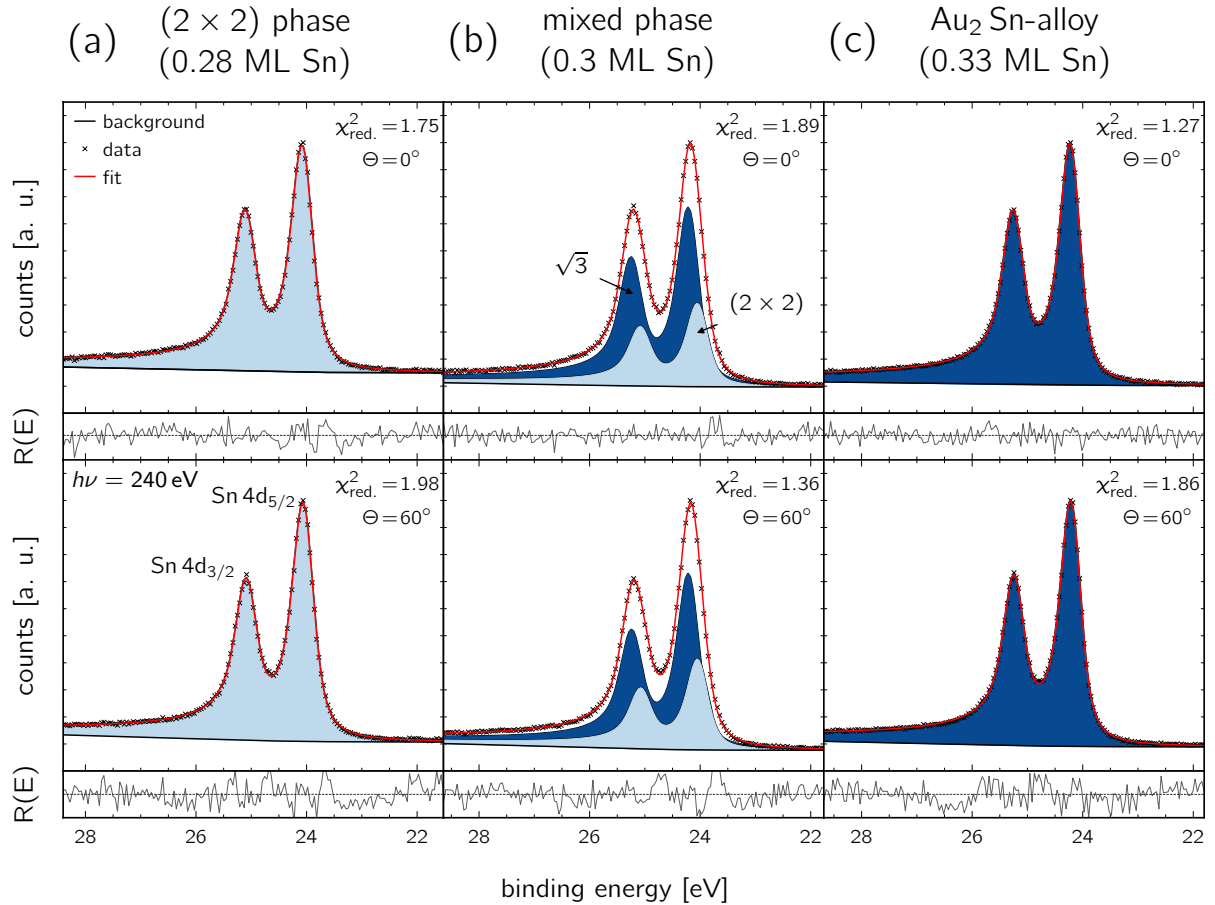 (a) (2 × 2) phase
(0.28 ML Sn)
(b) mixed phase
(0.3 ML Sn)
(c) Au₂ Sn-alloy
(0.33 ML Sn)
counts [a. u.]
background
data
fit
χ²red. =1.75
Θ=0°
χ²red. =1.89
Θ=0°
√3
(2 × 2)
χ²red. =1.27
Θ=0°
R(E)
counts [a. u.]
hν = 240 eV
Sn 4d₅/₂
Sn 4d₃/₂
χ²red. =1.98
Θ=60°
χ²red. =1.36
Θ=60°
χ²red. =1.86
Θ=60°
R(E)
28 26 24 28 26 24 28 26 24 22
binding energy [eV]